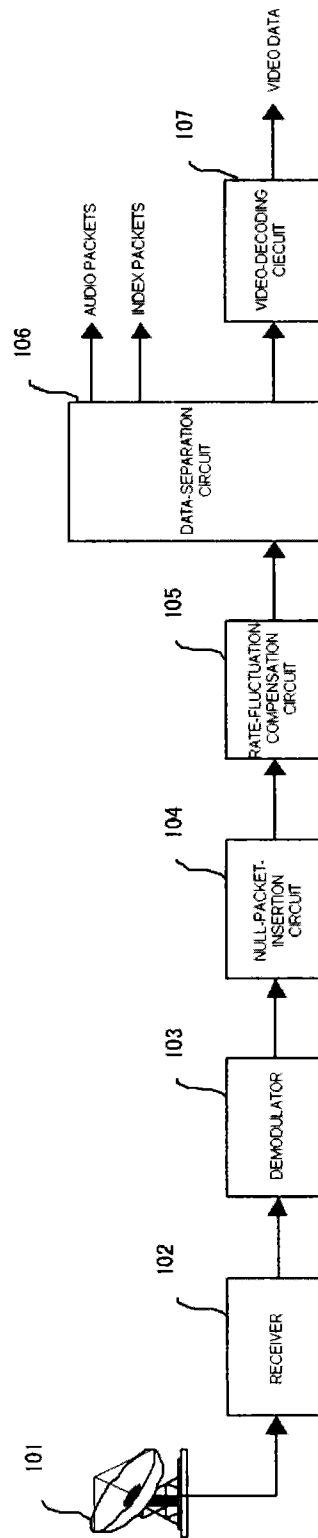 101
102
RECEIVER
103
DEMODULATOR
104
NULL-PACKET-
INSERTION
CIRCUIT
105
RATE-FLUCTUATION
COMPENSATION
CIRCUIT
106
DATA-SEPARATION
CIRCUIT
AUDIO PACKETS
INDEX PACKETS
107
VIDEO-DECODING
CIECUIT
VIDEO DATA